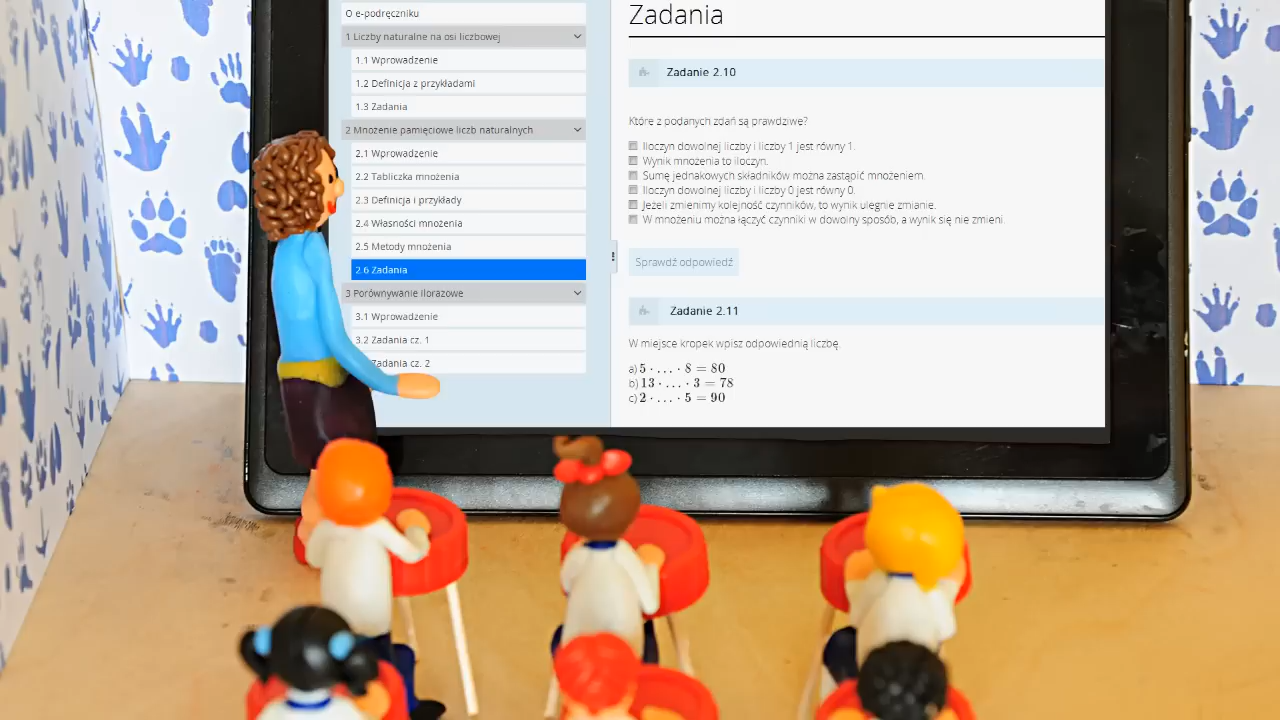 O e-podręczniku
1 Liczby naturalne na osi liczbowej
1.1 Wprowadzenie
1.2 Definicja z przykładami
1.3 Zadania
2 Mnożenie pamięciowe liczb naturalnych
2.1 Wprowadzenie
2.2 Tabliczka mnożenia
2.3 Definicja i przykłady
2.4 Własności mnożenia
2.5 Metody mnożenia
2.6 Zadania
3 Porównywanie ilorazowe
3.1 Wprowadzenie
3.2 Zadania cz. 1
Zadania cz. 2
Zadania
Zadanie 2.10
Które z podanych zdań są prawdziwe?
Iloczyn dowolnej liczby i liczby 1 jest równy 1.
Wynik mnożenia to iloczyn.
Sumę jednakowych składników można zastąpić mnożeniem.
Iloczyn dowolnej liczby i liczby 0 jest równy 0.
Jeżeli zmienimy kolejność czynników, to wynik ulegnie zmianie.
W mnożeniu można łączyć czynniki w dowolny sposób, a wynik się nie zmieni.
Sprawdź odpowiedź
Zadanie 2.11
W miejsce kropek wpisz odpowiednią liczbę.
a) 5 · . . . · 8 = 80
b) 13 · . . . · 3 = 78
c) 2 · . . . · 5 = 90